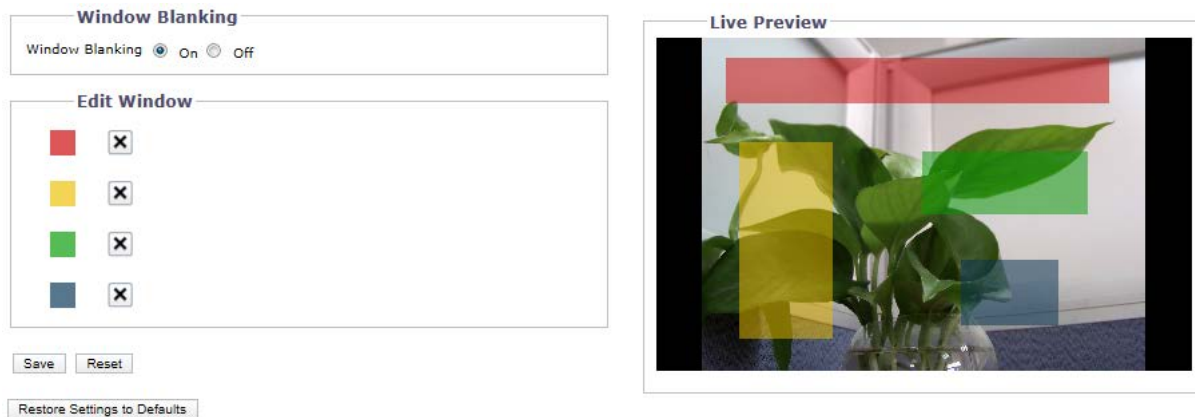 Window Blanking
Window Blanking On Off
Edit Window
Save Reset
Restore Settings to Defaults
Live Preview